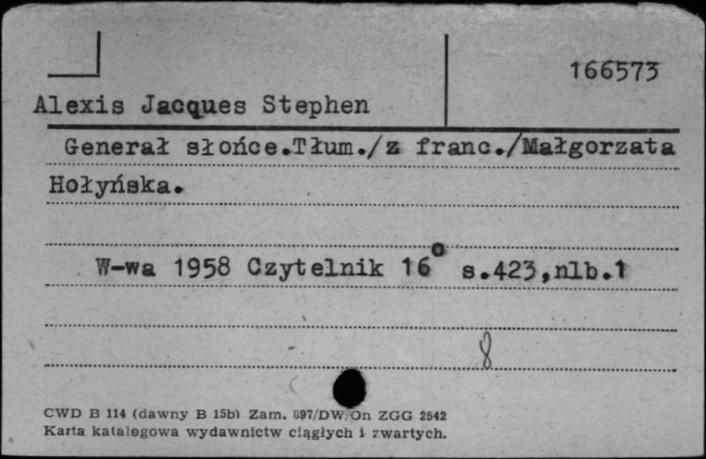 166573
Alexis Jacques Stephen
Generał słońce.Tłum./z franc./Małgorzata
Hołyńska.
W-wa 1958 Czytelnik 16° s.423,nlb.1
8
CWD B 114 (dawny B 15b) Zam. 897/DW/On ZGG 2542
Karta katalogowa wydawnictw ciągłych i zwartych.